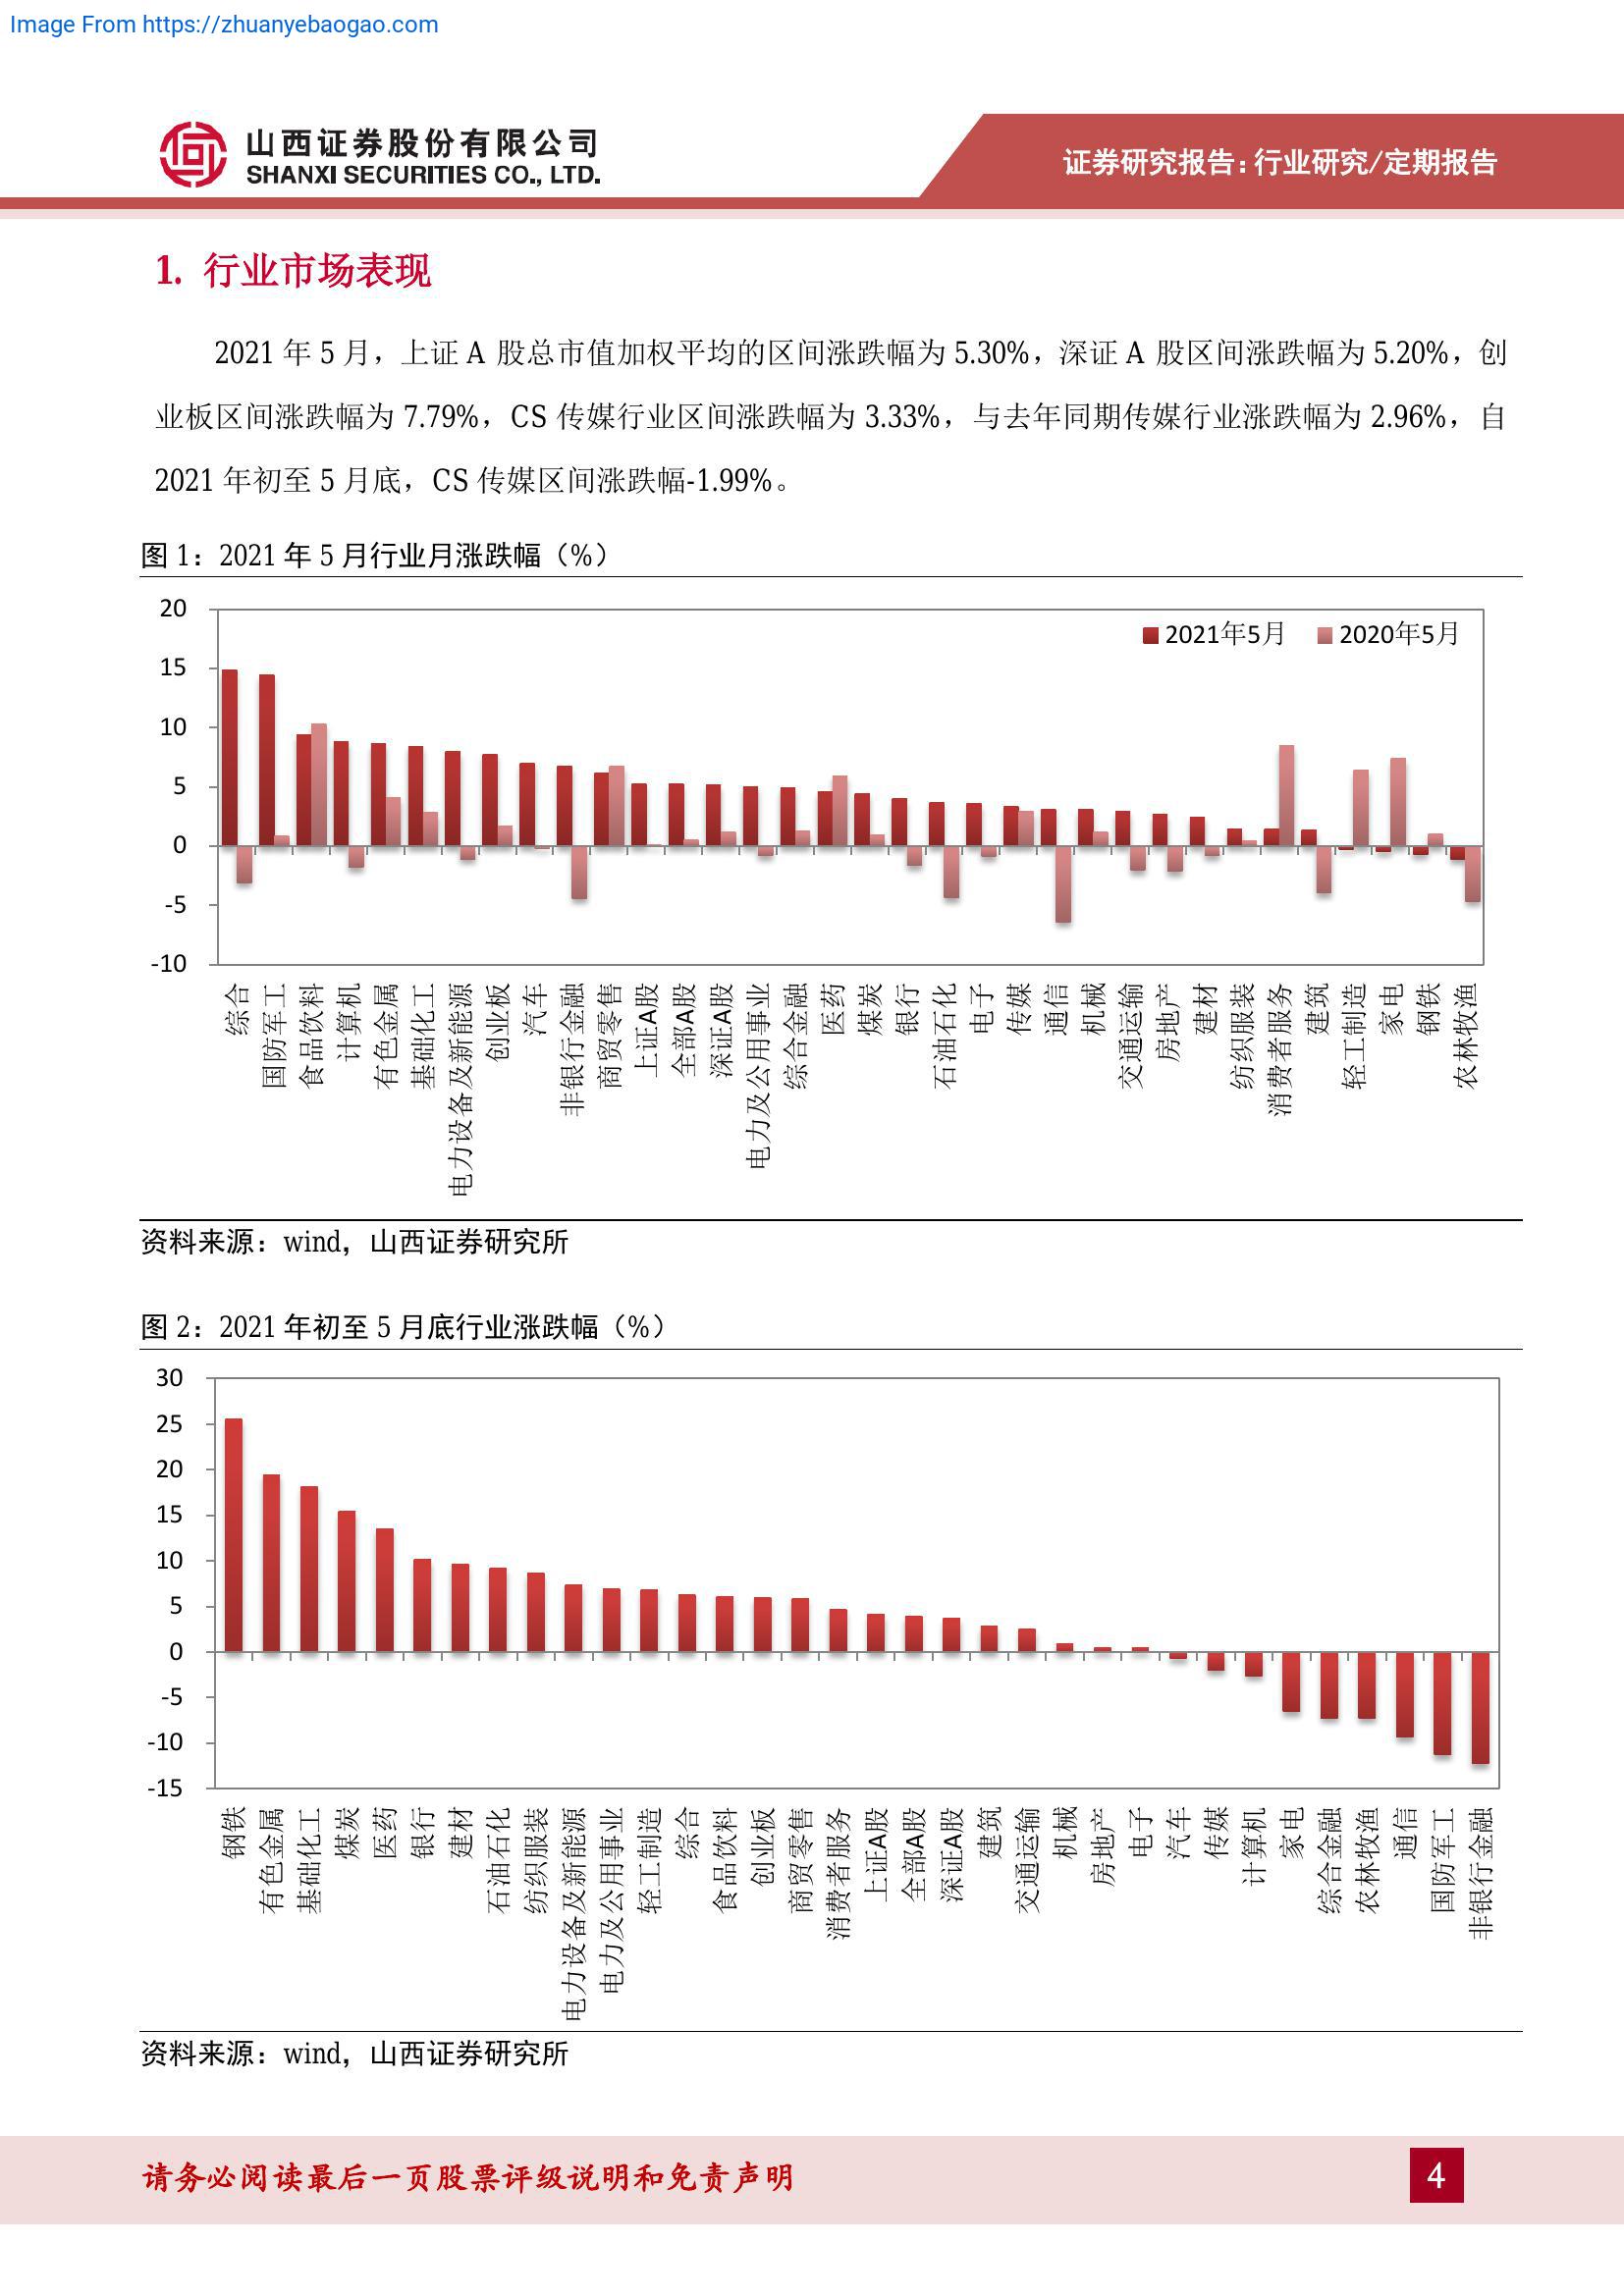 Image From https://zhuanyebaogao.com
山西证券股份有限公司
SHANXI SECURITIES CO., LTD.
证券研究报告：行业研究/定期报告
1. 行业市场表现
2021 年 5 月，上证 A 股总市值加权平均的区间涨跌幅为 5.30%，深证 A 股区间涨跌幅为 5.20%，创
业板区间涨跌幅为 7.79%，CS 传媒行业区间涨跌幅为 3.33%，与去年同期传媒行业涨跌幅为 2.96%，自
2021 年初至 5 月底，CS 传媒区间涨跌幅-1.99%。
图 1：2021 年 5 月行业月涨跌幅（%）
2021年5月
2020年5月
20
15
10
5
0
-5
-10
综合
国防军工
食品饮料
计算机
有色金属
基础化工
电力设备及新能源
创业板
汽车
非银行金融
商贸零售
上证A股
全部A股
深证A股
电力及公用事业
综合金融
医药
煤炭
银行
石油石化
电子
传媒
通信
机械
交通运输
房地产
建材
纺织服装
消费者服务
建筑
轻工制造
家电
钢铁
农林牧渔
资料来源：wind，山西证券研究所
图 2：2021 年初至 5 月底行业涨跌幅（%）
30
25
20
15
10
5
0
-5
-10
-15
钢铁
有色金属
基础化工
煤炭
医药
银行
建材
石油石化
纺织服装
电力设备及新能源
电力及公用事业
轻工制造
综合
食品饮料
创业板
商贸零售
消费者服务
上证A股
全部A股
深证A股
建筑
交通运输
机械
房地产
电子
汽车
传媒
计算机
家电
综合金融
农林牧渔
通信
国防军工
非银行金融
资料来源：wind，山西证券研究所
请务必阅读最后一页股票评级说明和免责声明
4